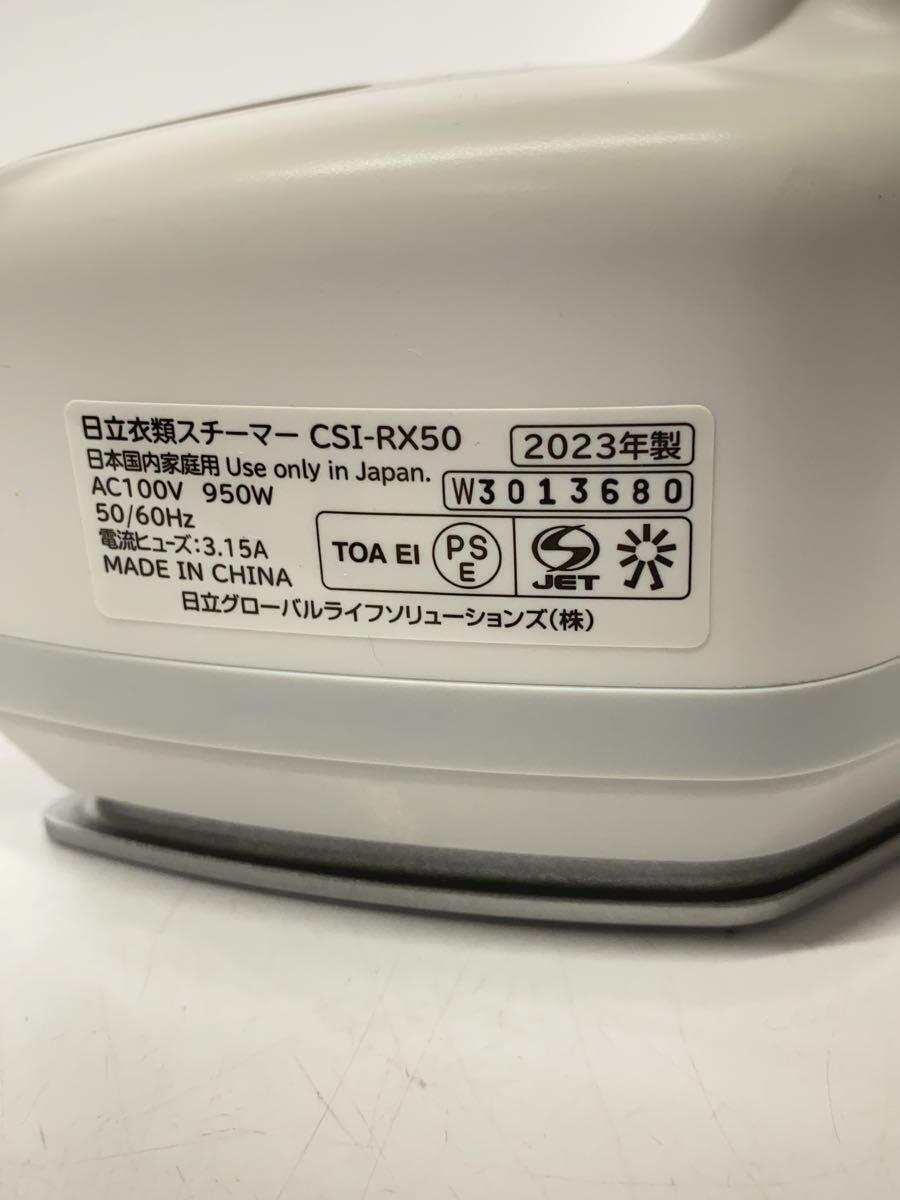 日立衣類スチーマー CSI-RX50
2023年製
日本国内家庭用 Use only in Japan.
W3013680
AC100V 950W
50/60Hz
電流ヒューズ:3.15A
MADE IN CHINA
TOA EI
PS
E
JET
日立グローバルライフソリューションズ(株)